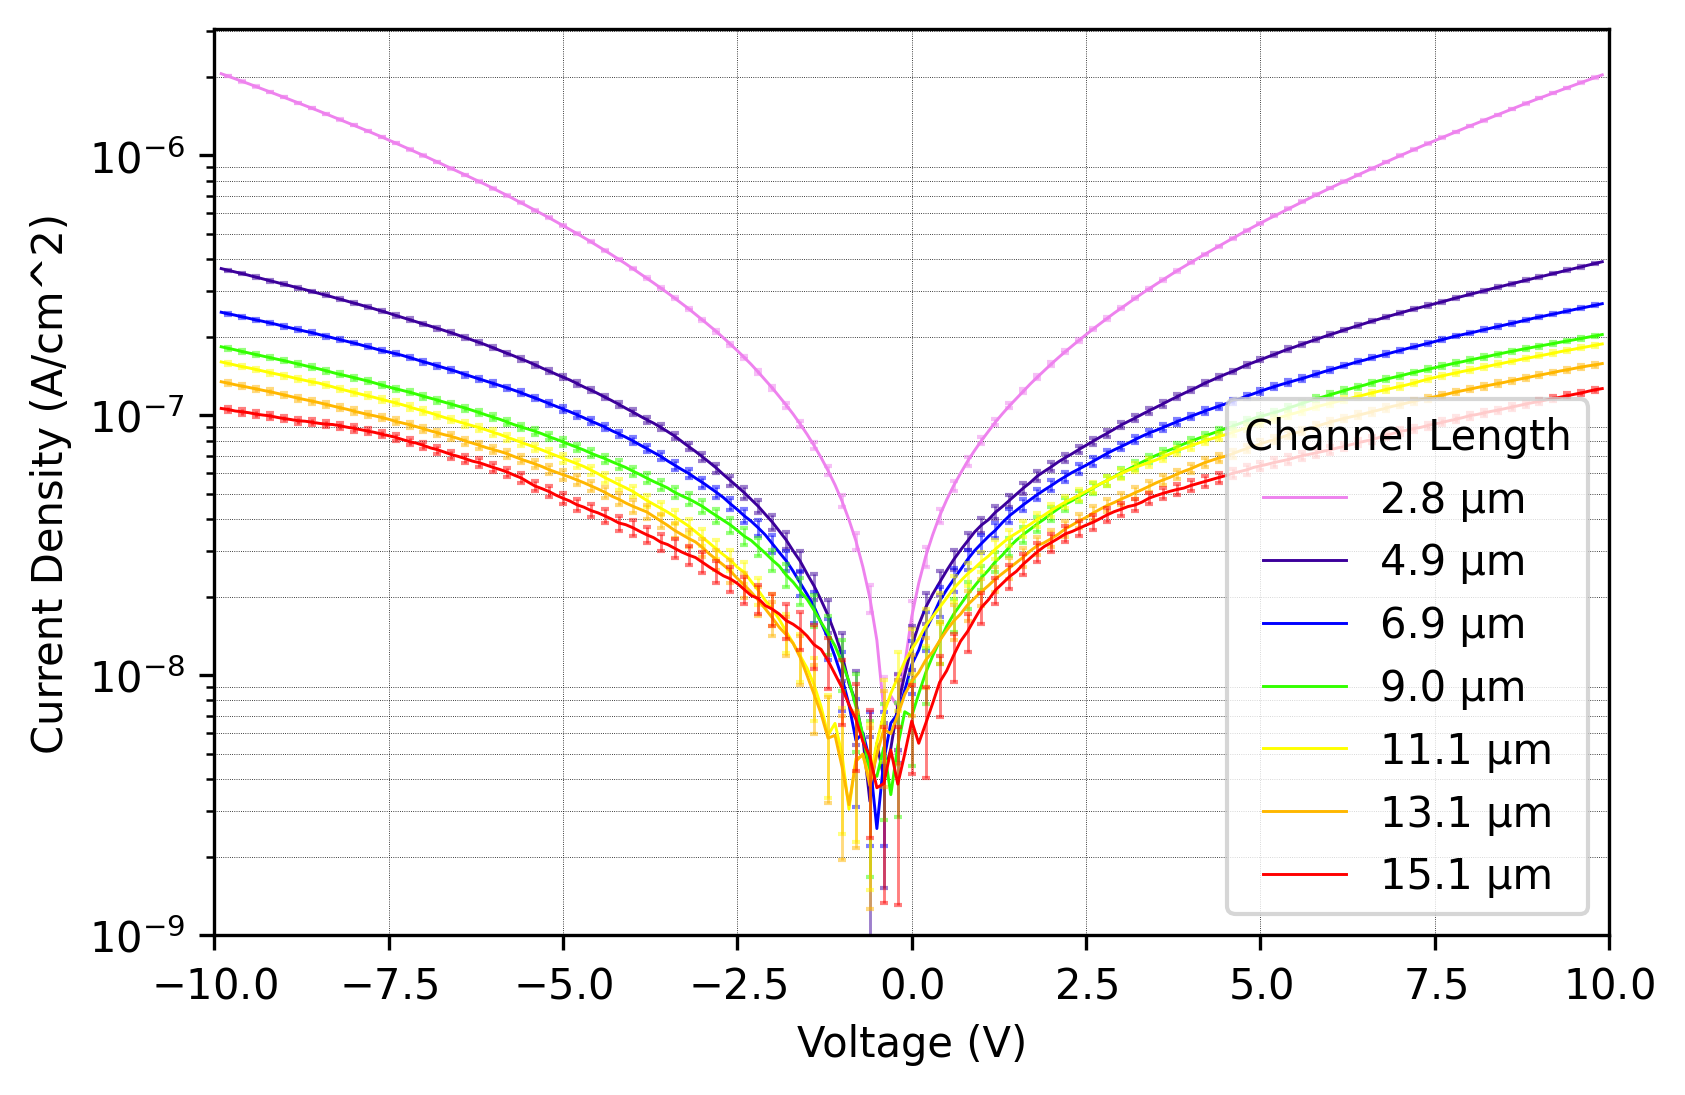 Current Density (A/cm^2)
10⁻⁶
10⁻⁷
10⁻⁸
10⁻⁹
Channel Length
2.8 μm
4.9 μm
6.9 μm
9.0 μm
11.1 μm
13.1 μm
15.1 μm
−10.0 −7.5 −5.0 −2.5 0.0 2.5 5.0 7.5 10.0
Voltage (V)